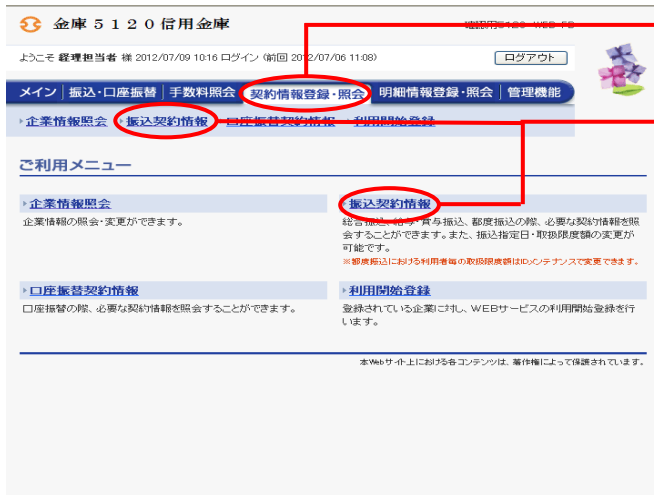 金庫５１２０信用金庫
ようこそ 経理担当者 様 2012/07/09 10:16 ログイン (前回 2012/07/06 11:08)
ログアウト
メイン 振込・口座振替 手数料照会 契約情報登録・照会 明細情報登録・照会 管理機能
企業情報照会 振込契約情報 口座振替契約情報 利用開始登録
ご利用メニュー
企業情報照会
企業情報の照会・変更ができます。
振込契約情報
総合振込、給与・賞与振込、都度振込の際、必要な契約情報を照
会することができます。また、振込指定日・取扱限度額の変更が
可能です。
※都度振込における利用者毎の取扱限度額はIDメンテナンスで変更できます。
口座振替契約情報
口座振替の際、必要な契約情報を照会することができます。
利用開始登録
登録されている企業に対し、WEBサービスの利用開始登録を行
います。
本Webサイト上における各コンテンツは、著作権によって保護されています。